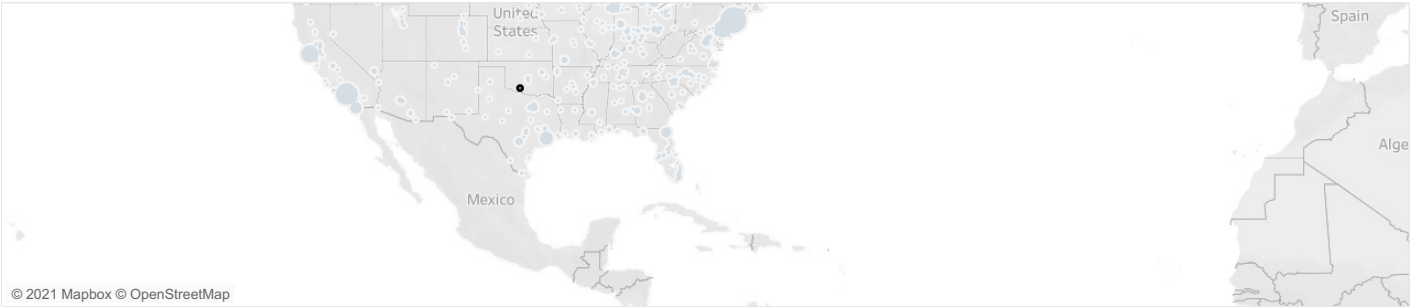 United
States
Spain
Alge
Mexico
© 2021 Mapbox © OpenStreetMap